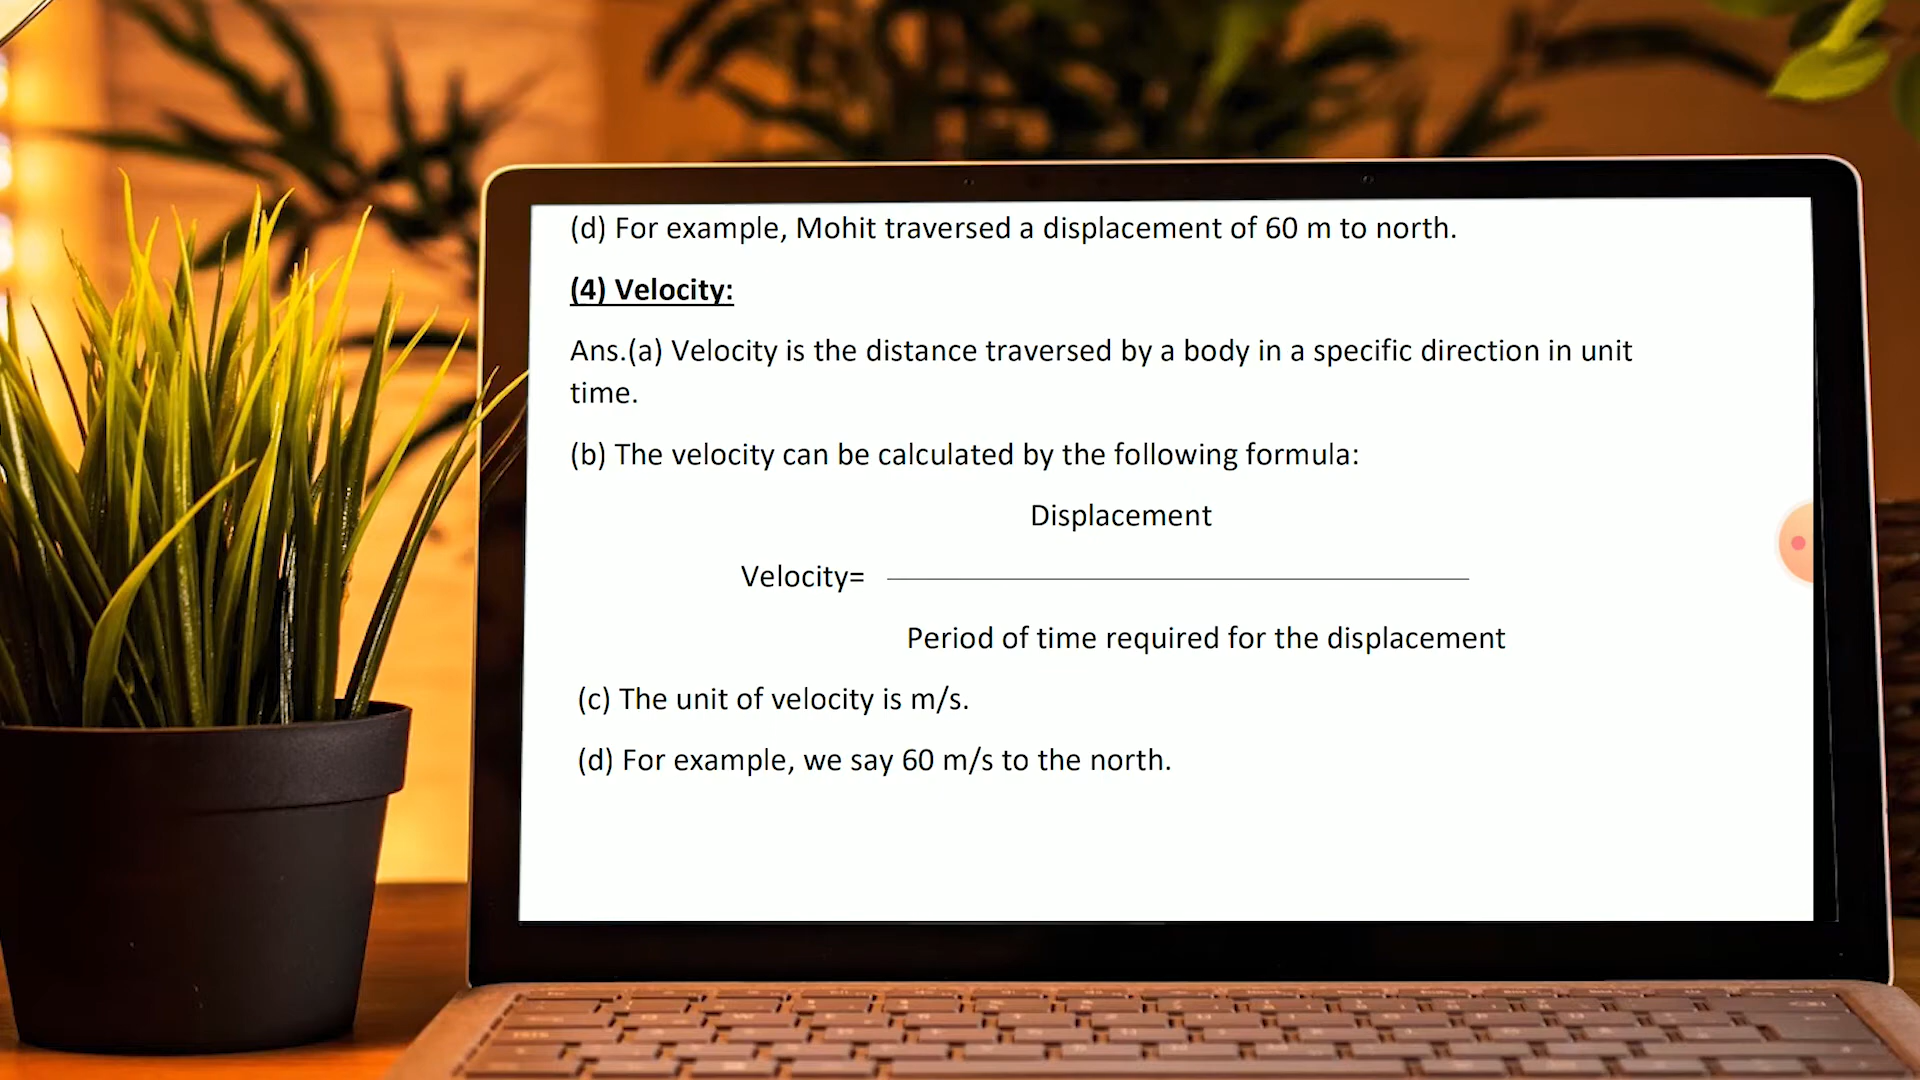 (d) For example, Mohit traversed a displacement of 60 m to north.
(4) Velocity:
Ans.(a) Velocity is the distance traversed by a body in a specific direction in unit
time.
(b) The velocity can be calculated by the following formula:
Displacement
Velocity=
Period of time required for the displacement
(c) The unit of velocity is m/s.
(d) For example, we say 60 m/s to the north.